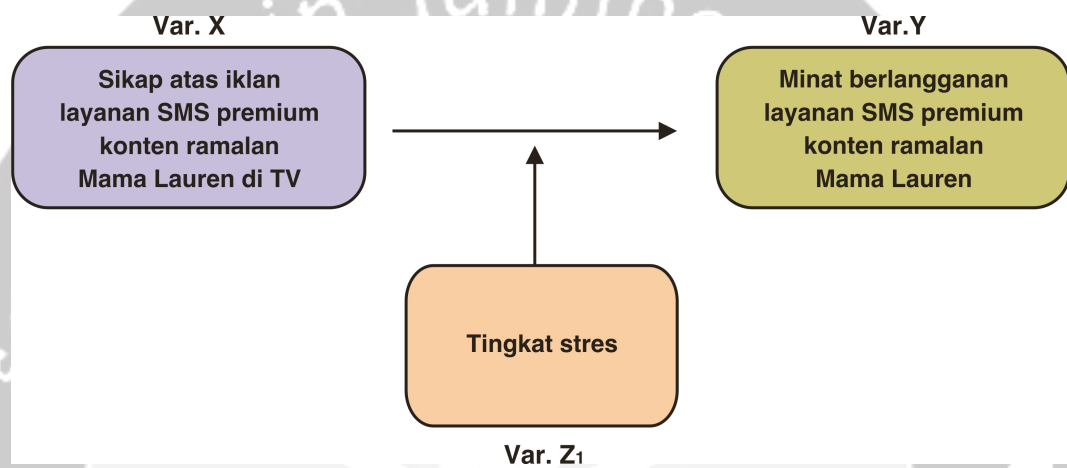 Var. X
Sikap atas iklan
layanan SMS premium
konten ramalan
Mama Lauren di TV
Var.Y
Minat berlangganan
layanan SMS premium
konten ramalan
Mama Lauren
Tingkat stres
Var. Z1